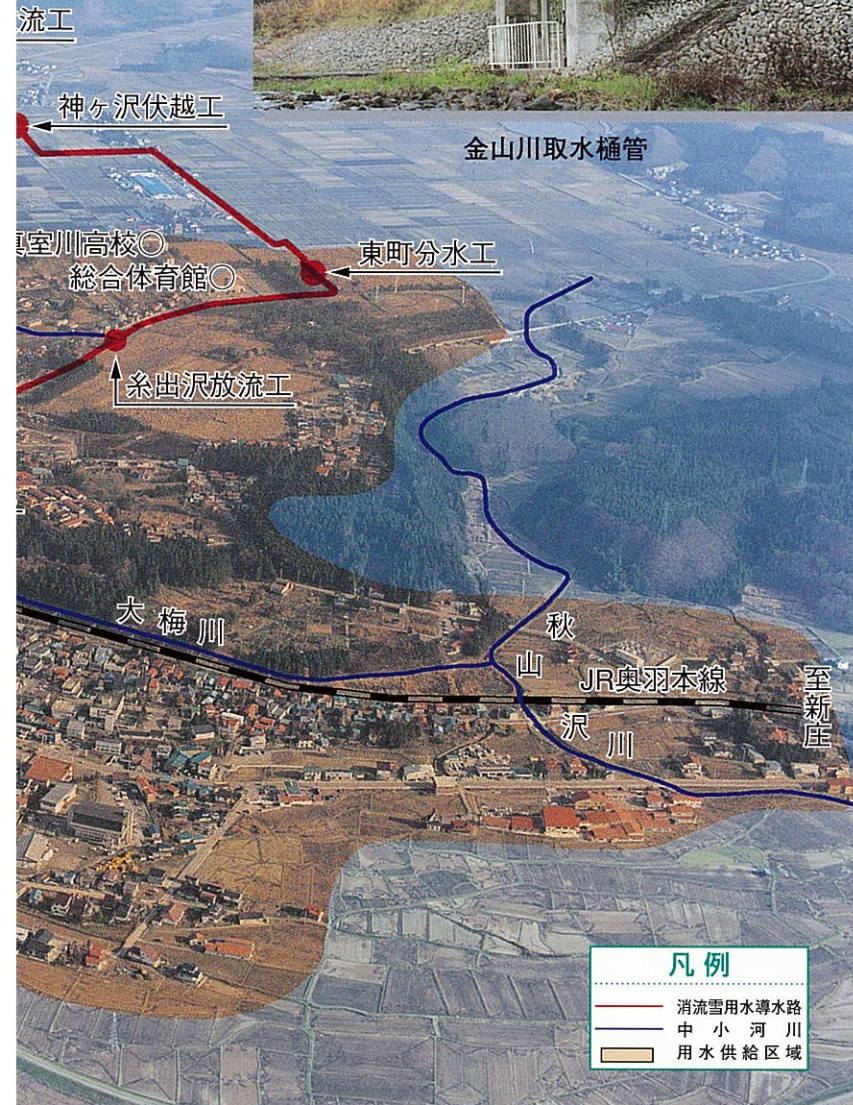 流工
神ヶ沢伏越工
金山川取水樋管
室川高校○
総合体育館○
東町分水工
糸出沢放流工
大梅川
秋山沢川
JR奥羽本線
至新庄
凡例
消流雪用水導水路
中小河川
用水供給区域